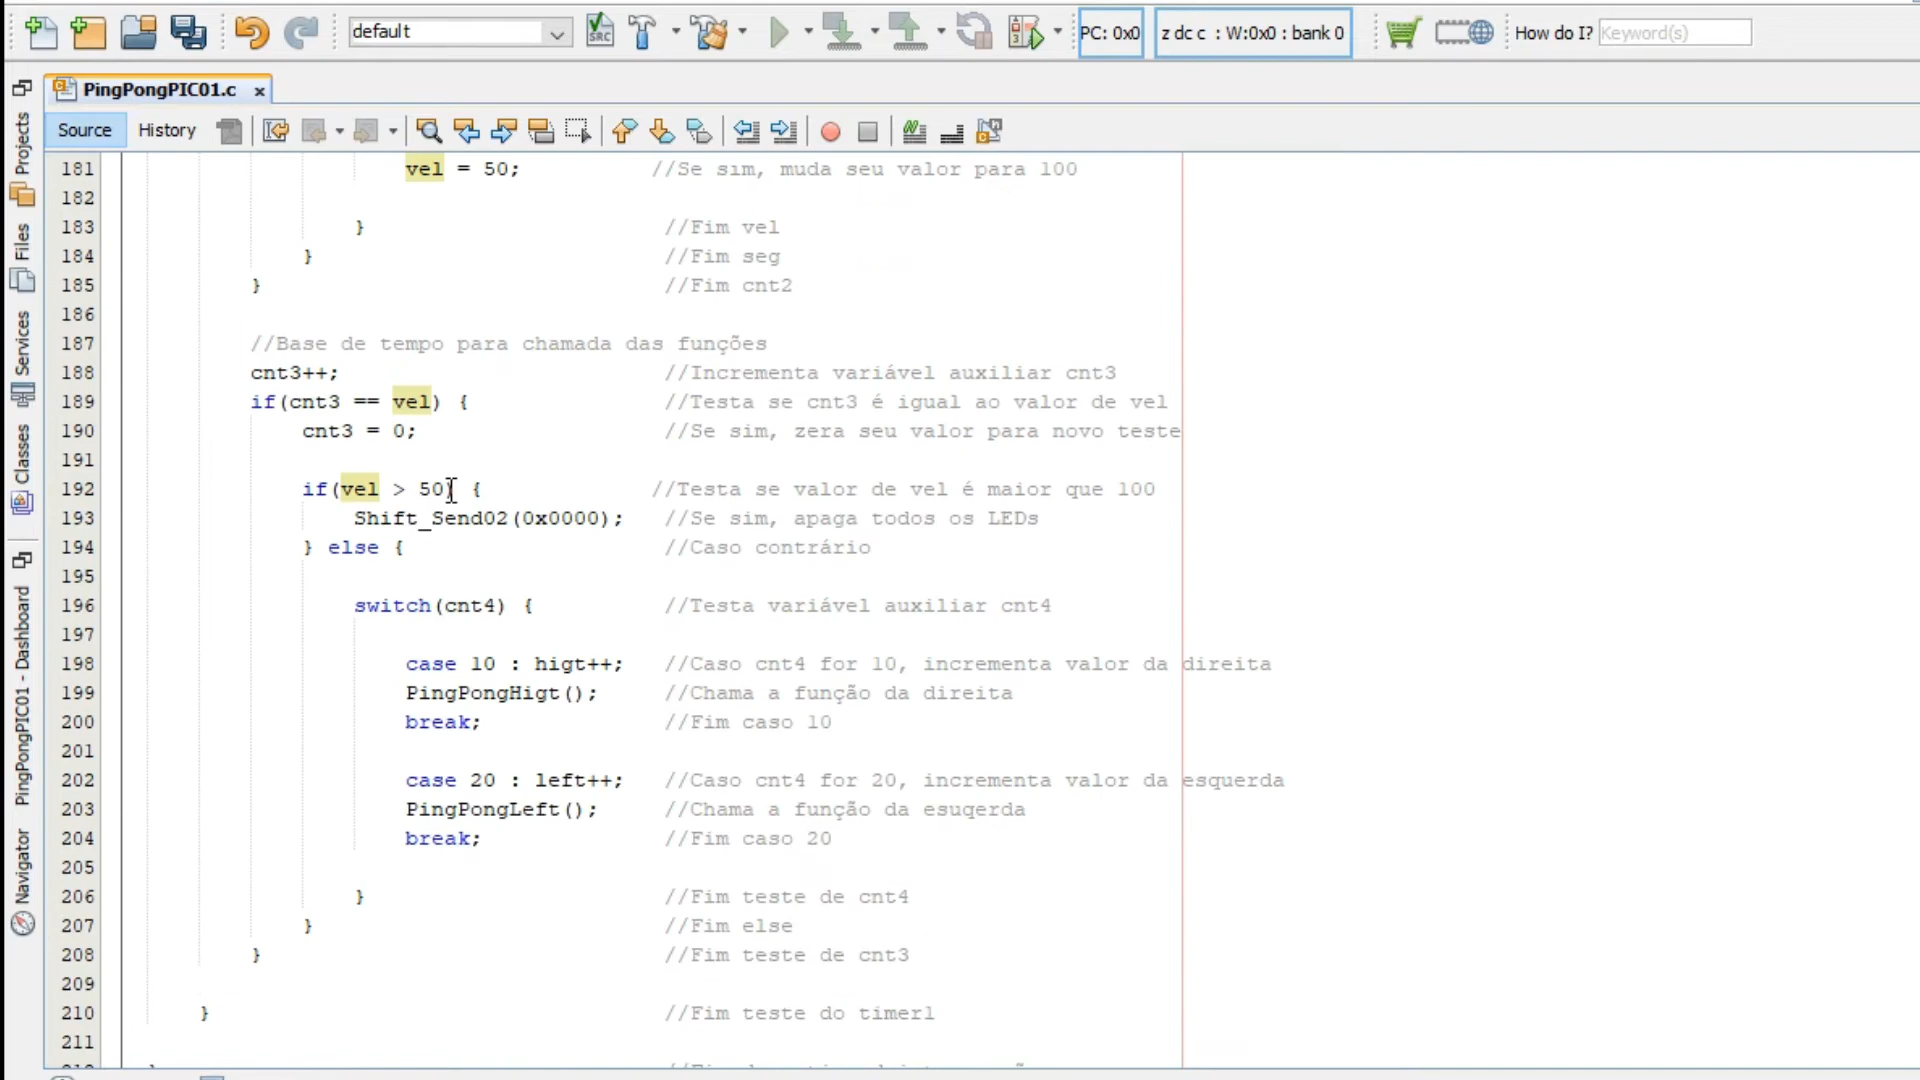 default
SRC
PC: 0x0
z dc c : W:0x0 : bank 0
How do I?
Keyword(s)
PingPongPIC01.c x
Source
History
Projects
Files
Services
Classes
PingPongPIC01 - Dashboard
Navigator
181 vel = 50; //Se sim, muda seu valor para 100
182
183 } //Fim vel
184 } //Fim seg
185 } //Fim cnt2
186
187 //Base de tempo para chamada das funções
188 cnt3++; //Incrementa variável auxiliar cnt3
189 if(cnt3 == vel) { //Testa se cnt3 é igual ao valor de vel
190 cnt3 = 0; //Se sim, zera seu valor para novo teste
191
192 if(vel > 50) { //Testa se valor de vel é maior que 100
193 Shift_Send02(0x0000); //Se sim, apaga todos os LEDs
194 } else { //Caso contrário
195
196 switch(cnt4) { //Testa variável auxiliar cnt4
197
198 case 10 : higt++; //Caso cnt4 for 10, incrementa valor da direita
199 PingPongHigt(); //Chama a função da direita
200 break; //Fim caso 10
201
202 case 20 : left++; //Caso cnt4 for 20, incrementa valor da esquerda
203 PingPongLeft(); //Chama a função da esuqerda
204 break; //Fim caso 20
205
206 } //Fim teste de cnt4
207 } //Fim else
208 } //Fim teste de cnt3
209
210 } //Fim teste do timer1
211